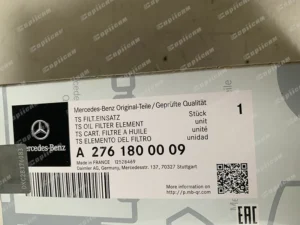 Mercedes-Benz Original-Teile / Geprüfte Qualität
TS FILT.EINSATZ
TS OIL FILTER ELEMENT
TS CART. FILTRE A HUILE
TS ELEMENTO DEL FILTRO
Stück
unit
unité
unidad
1
Mercedes-Benz
A 276 180 00 09
Made in FRANCE
Daimler AG, Germany, Mercedesstr. 137, 70327 Stuttgart
EAC